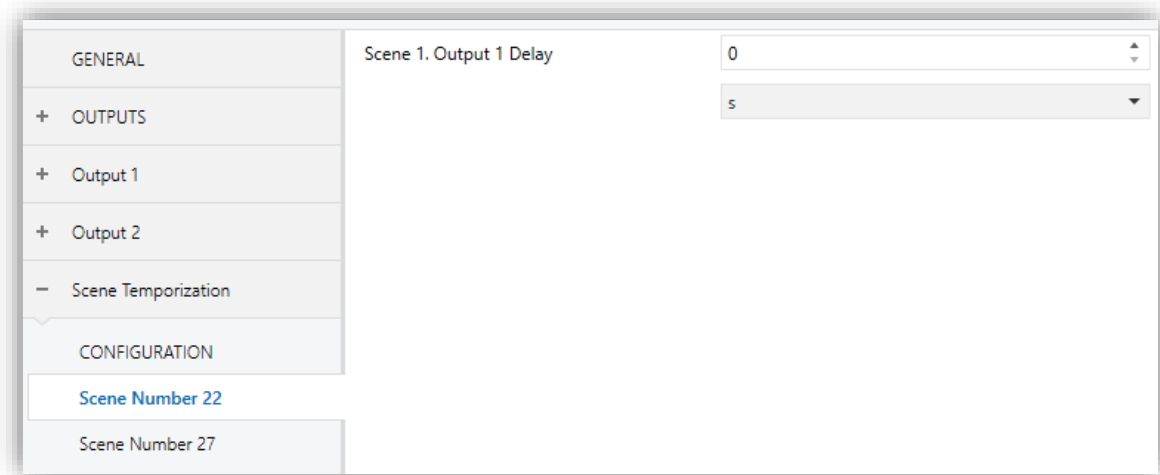 GENERAL
+ OUTPUTS
+ Output 1
+ Output 2
− Scene Temporization
CONFIGURATION
Scene Number 22
Scene Number 27
Scene 1. Output 1 Delay
0
s